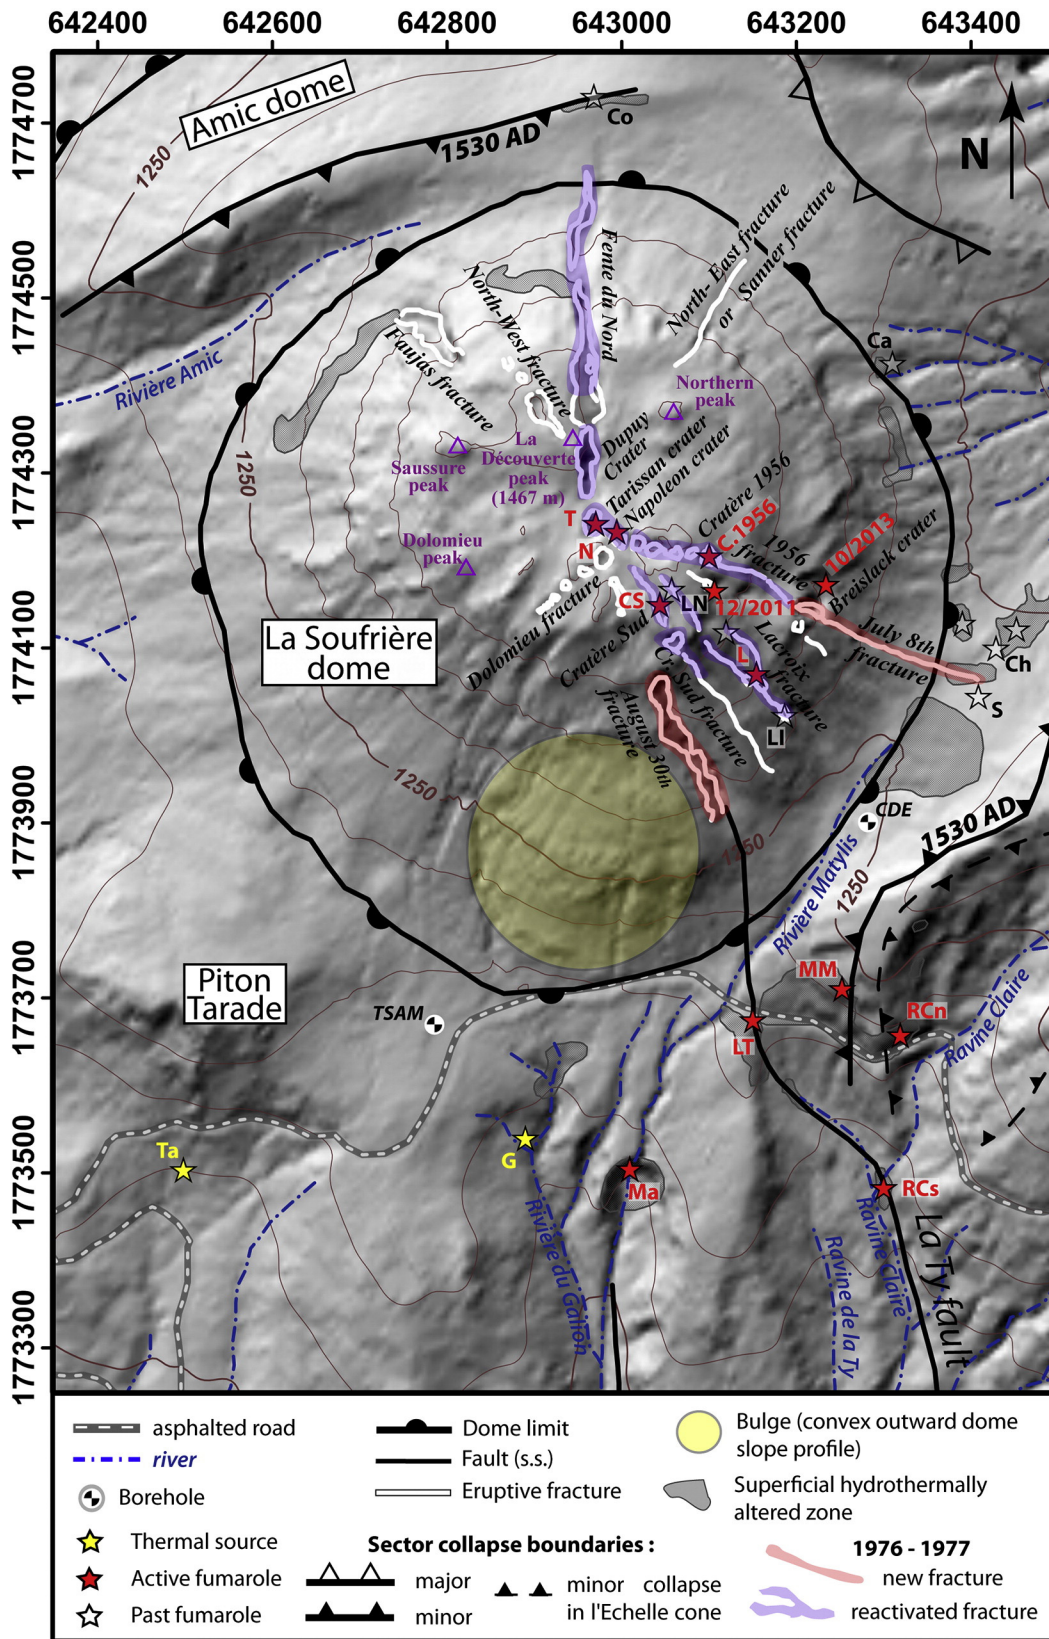 642400 642600 642800 643000 643200 643400
1774700
1774500
1774300
1774100
1773900
1773700
1773500
1773300
Amic dome
1250
1530 AD
Co
N
Rivière Amic
1250
Faujas fracture
North-West fracture
Fente du Nord
North- East fracture
or Sanner fracture
Ca
Northern
peak
Saussure
peak
La
Découverte
peak
(1467 m)
Dupuy
Crater
Tarissan crater
Napoleon crater
Cratère 1956
C.1956
1956
fracture
10/2013
Breislack crater
T
N
Dolomieu
peak
CS
LN
12/2011
La Soufrière
dome
Dolomieu fracture
Cratère Sud
Cr. Sud fracture
L
Lacroix
fracture
LI
July 8th
fracture
Ch
S
August 30th
fracture
1250
1250
CDE
1530 AD
Rivière Matylis
1250
Piton
Tarade
TSAM
MM
RCn
LT
Ravine Claire
Ta
G
Ma
RCs
Rivière du Galion
Ravine Claire
Ravine de la Ty
La Ty fault
asphalted road
river
Borehole
Thermal source
Active fumarole
Past fumarole
Dome limit
Fault (s.s.)
Eruptive fracture
Sector collapse boundaries :
major
minor
minor collapse
in l'Echelle cone
Bulge (convex outward dome
slope profile)
Superficial hydrothermally
altered zone
1976 - 1977
new fracture
reactivated fracture